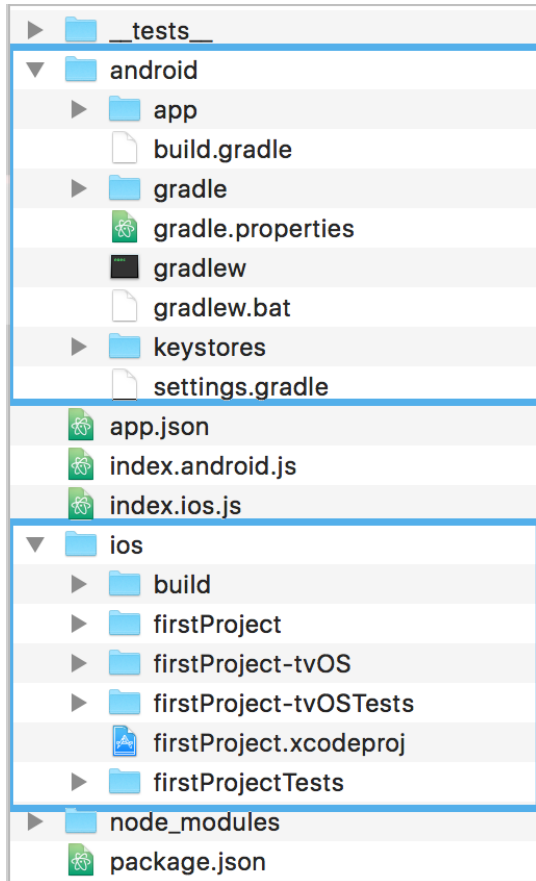 __tests__
android
app
build.gradle
gradle
gradle.properties
gradlew
gradlew.bat
keystores
settings.gradle
app.json
index.android.js
index.ios.js
ios
build
firstProject
firstProject-tvOS
firstProject-tvOSTests
firstProject.xcodeproj
firstProjectTests
node_modules
package.json